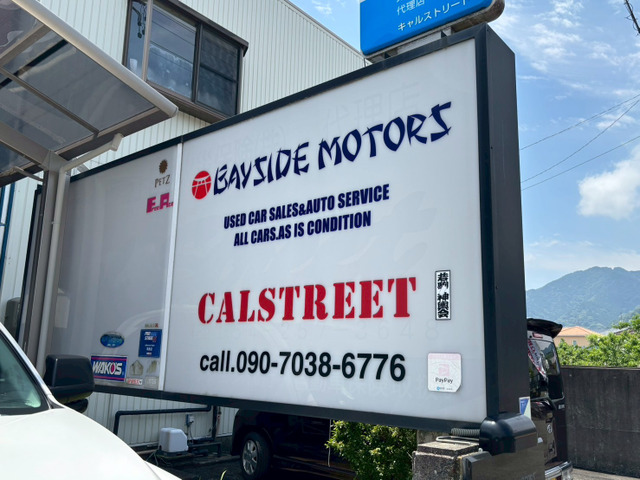 代理店
キャルストリート
BAYSIDE MOTORS
USED CAR SALES&AUTO SERVICE
ALL CARS.AS IS CONDITION
CALSTREET
call.090-7038-6776
PayPay
PETZ
F.A.
WAKO'S